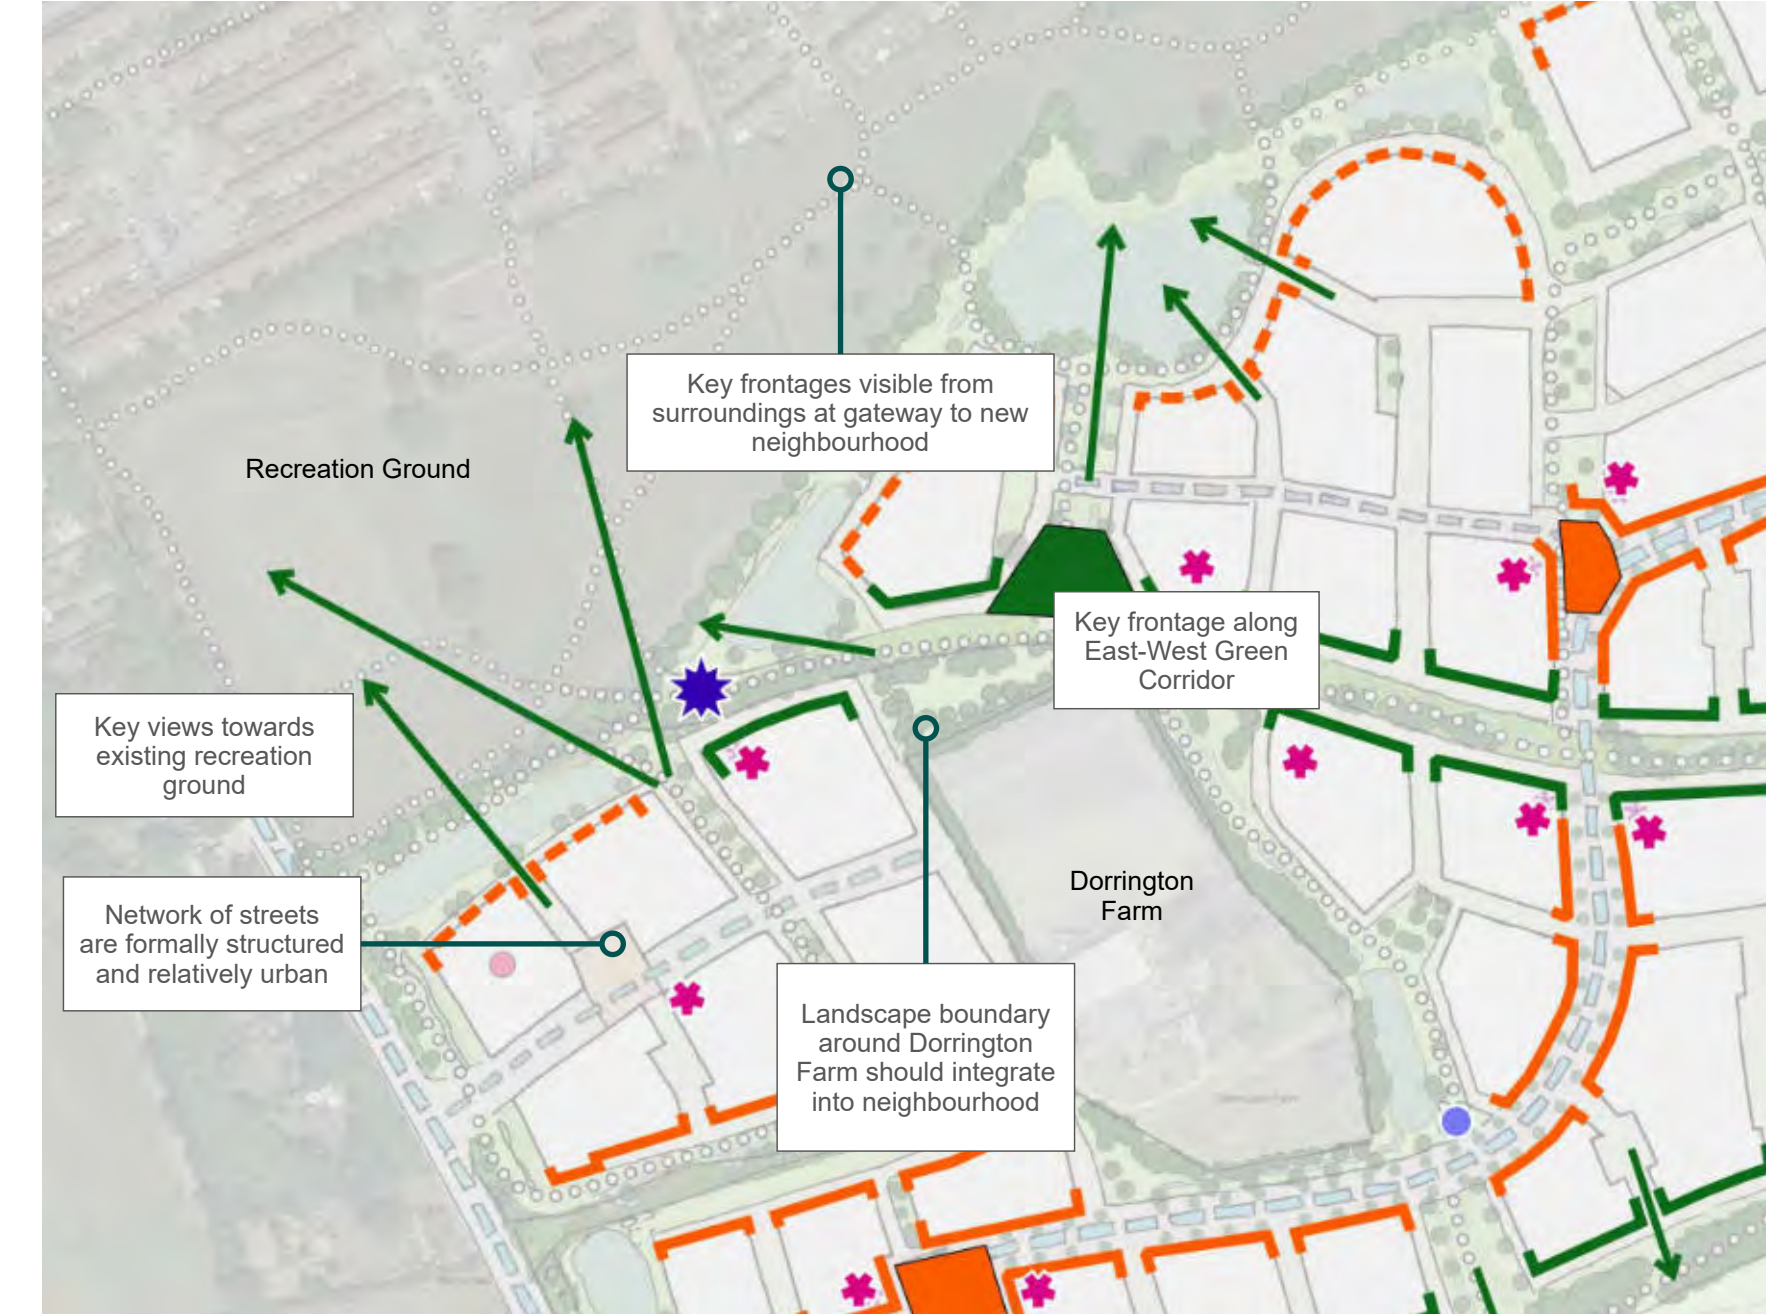 Key frontages visible from
surroundings at gateway to new
neighbourhood
Recreation Ground
Key frontage along
East-West Green
Corridor
Key views towards
existing recreation
ground
Dorrington
Farm
Network of streets
are formally structured
and relatively urban
Landscape boundary
around Dorrington
Farm should integrate
into neighbourhood